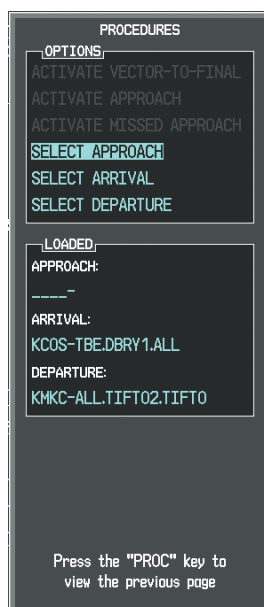 PROCEDURES
OPTIONS
ACTIVATE VECTOR-TO-FINAL
ACTIVATE APPROACH
ACTIVATE MISSED APPROACH
SELECT APPROACH
SELECT ARRIVAL
SELECT DEPARTURE
LOADED
APPROACH:
____-
ARRIVAL:
KCOS-TBE.DBRY1.ALL
DEPARTURE:
KMKC-ALL.TIFTO2.TIFTO
Press the "PROC" key to
view the previous page